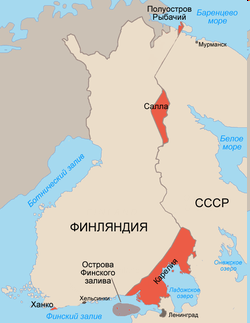 Полуостров
Рыбачий
Баренцево
море
Мурманск
Салла
Белое
море
Ботнический залив
СССР
ФИНЛЯНДИЯ
Карелия
Онежское
озеро
Острова
Финского
залива
Ладожское
озеро
Ханко
Хельсинки
Финский залив
Ленинград